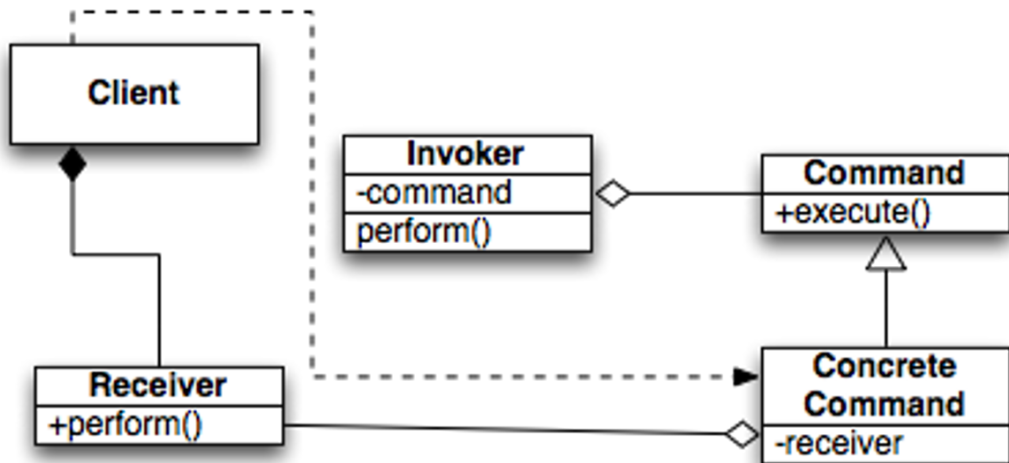 Client
Invoker
-command
perform()
Command
+execute()
Receiver
+perform()
Concrete
Command
-receiver